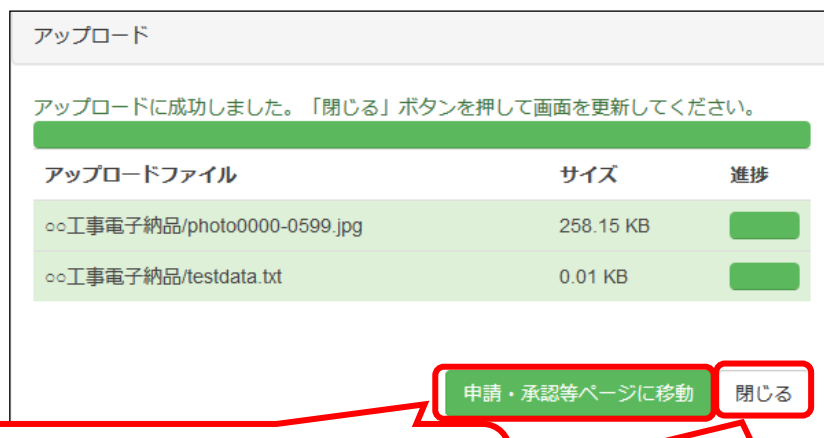 アップロード
アップロードに成功しました。「閉じる」ボタンを押して画面を更新してください。
アップロードファイル サイズ 進捗
○○工事電子納品/photo0000-0599.jpg 258.15 KB
○○工事電子納品/testdata.txt 0.01 KB
申請・承認等ページに移動 閉じる